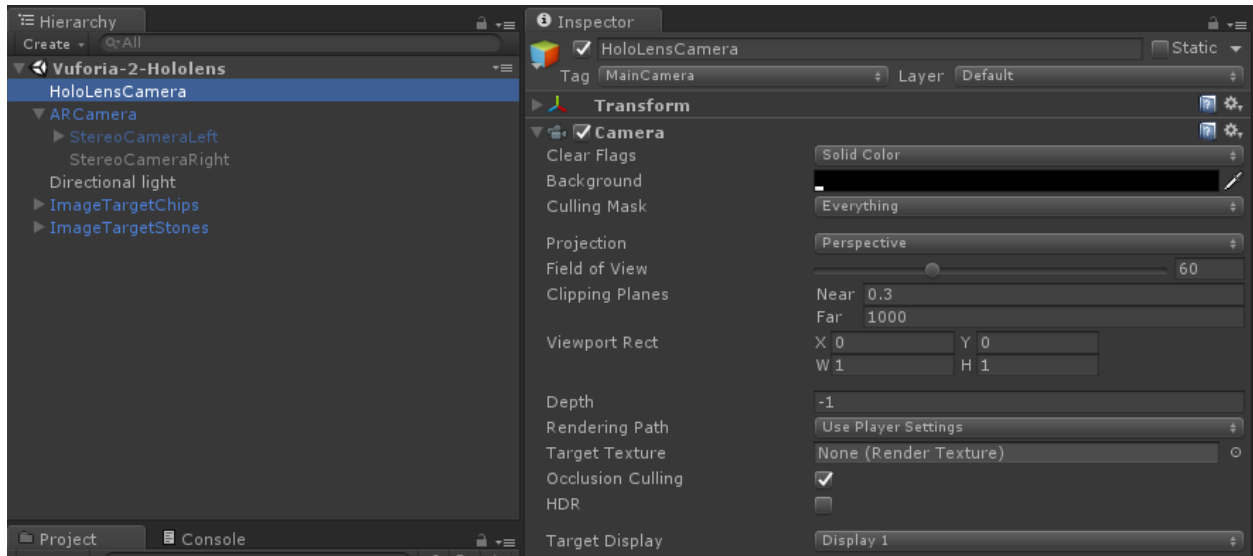 Hierarchy
Create
All
Vuforia-2-Hololens
HoloLensCamera
ARCamera
StereoCameraLeft
StereoCameraRight
Directional light
ImageTargetChips
ImageTargetStones
Project
Console
Inspector
HoloLensCamera Static
Tag MainCamera Layer Default
Transform
Camera
Clear Flags Solid Color
Background
Culling Mask Everything
Projection Perspective
Field of View 60
Clipping Planes Near 0.3
Far 1000
Viewport Rect X 0 Y 0
W 1 H 1
Depth -1
Rendering Path Use Player Settings
Target Texture None (Render Texture)
Occlusion Culling
HDR
Target Display Display 1